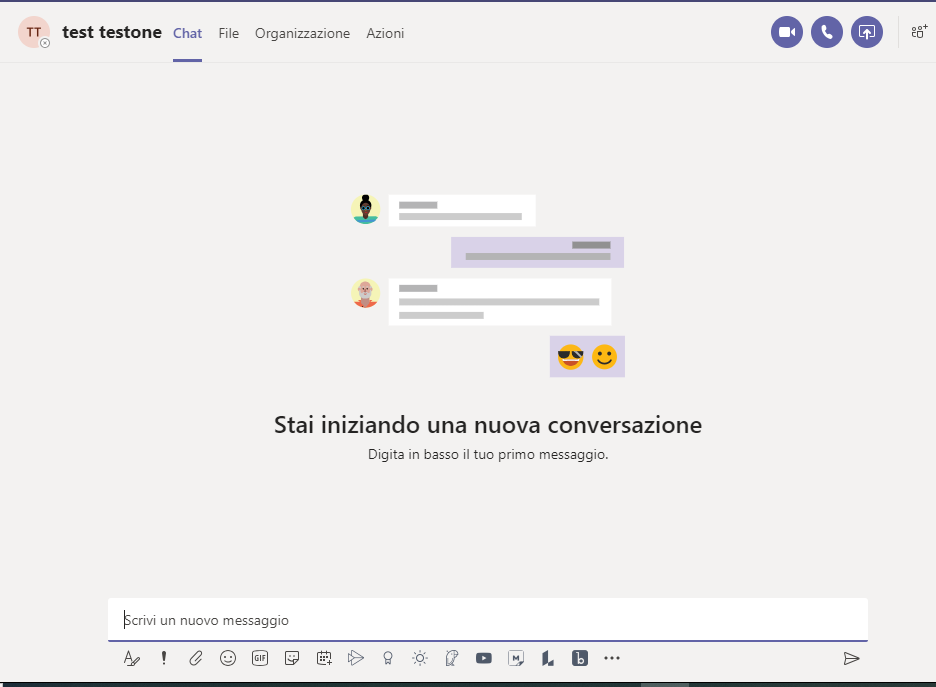 TT test testone Chat File Organizzazione Azioni
Stai iniziando una nuova conversazione
Digita in basso il tuo primo messaggio.
Scrivi un nuovo messaggio
GIF M b